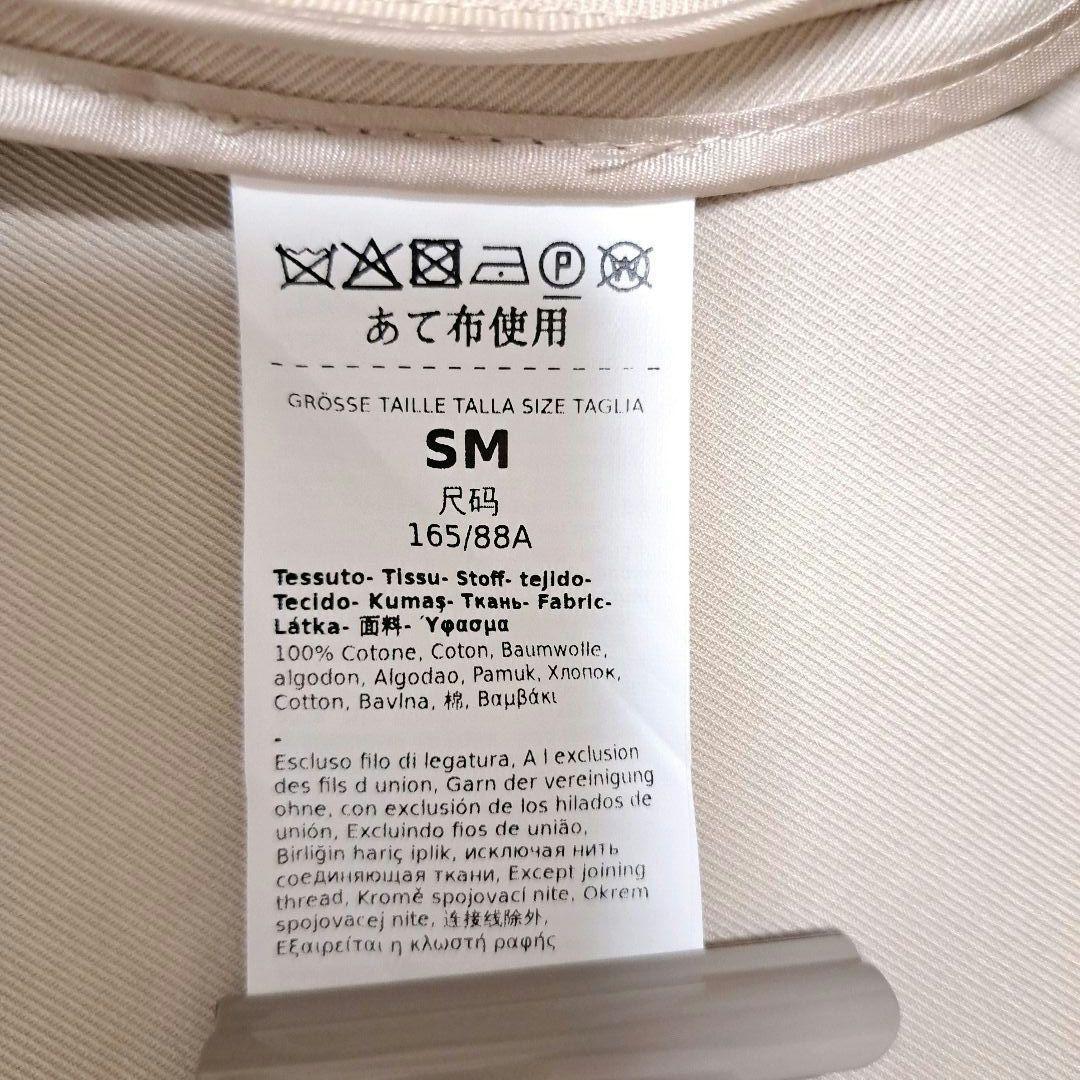 P W
あて布使用
GRÖSSE TAILLE TALLA SIZE TAGLIA
SM
尺码
165/88A
Tessuto- Tissu- Stoff- tejido-
Tecido- Kumaş- Ткань- Fabric-
Látka- 面料- Ύφασμα
100% Cotone, Coton, Baumwolle,
algodon, Algodao, Pamuk, Хлопок,
Cotton, Bavlna, 棉, Βαμβάκι
-
Escluso filo di legatura, A l exclusion
des fils d union, Garn der vereinigung
ohne, con exclusión de los hilados de
unión, Excluindo fios de união,
Birliğin hariç iplik, исключая нить
соединяющая ткани, Except joining
thread, Kromě spojovací nite, Okrem
spojovacej nite, 连接线除外,
Εξαιρείται η κλωστή ραφής